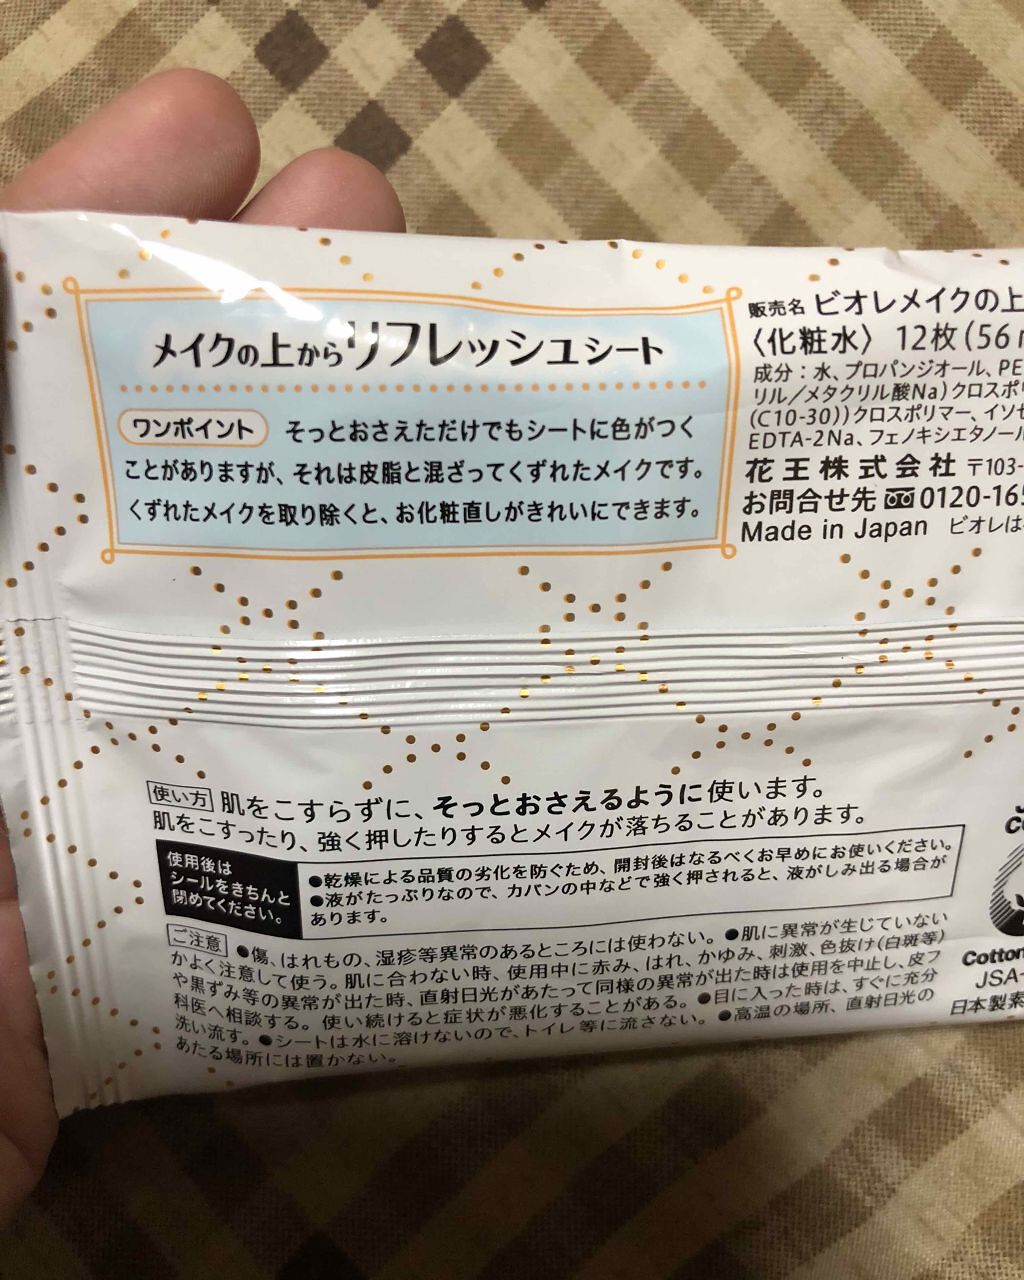 メイクの上からリフレッシュシート
ワンポイント そっとおさえただけでもシートに色がつく
ことがありますが、それは皮脂と混ざってくずれたメイクです。
くずれたメイクを取り除くと、お化粧直しがきれいにできます。
販売名 ビオレメイクの上
〈化粧水〉 12枚(56
成分：水、プロパンジオール、PE
リル／メタクリル酸Na)クロスポ
(C10-30))クロスポリマー、イソセ
EDTA-2Na、フェノキシエタノール
花王株式会社 〒103-
お問合せ先 0120-16
Made in Japan ビオレは
使い方 肌をこすらずに、そっとおさえるように使います。
肌をこすったり、強く押したりするとメイクが落ちることがあります。
使用後は
シールをきちんと
閉めてください。
●乾燥による品質の劣化を防ぐため、開封後はなるべくお早めにお使いください。
●液がたっぷりなので、カバンの中などで強く押されると、液がしみ出る場合が
あります。
ご注意 ●傷、はれもの、湿疹等異常のあるところには使わない。●肌に異常が生じていない
かよく注意して使う。肌に合わない時、使用中に赤み、はれ、かゆみ、刺激、色抜け(白斑等)
や黒ずみ等の異常が出た時、直射日光があたって同様の異常が出た時は使用を中止し、皮フ
科医へ相談する。使い続けると症状が悪化することがある。●目に入った時は、すぐに充分
洗い流す。●シートは水に溶けないので、トイレ等に流さない。●高温の場所、直射日光の
あたる場所には置かない。
Cotton
JSA-
日本製